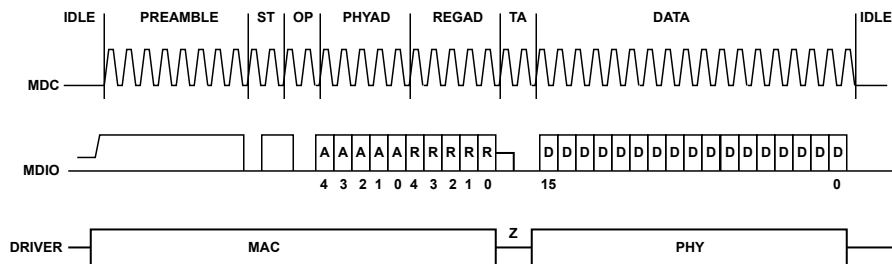 IDLE PREAMBLE ST OP PHYAD REGAD TA DATA IDLE
MDC
A A A A A R R R R R D D D D D D D D D D D D D D D D
MDIO
4 3 2 1 0 4 3 2 1 0 15 0
Z
DRIVER MAC PHY